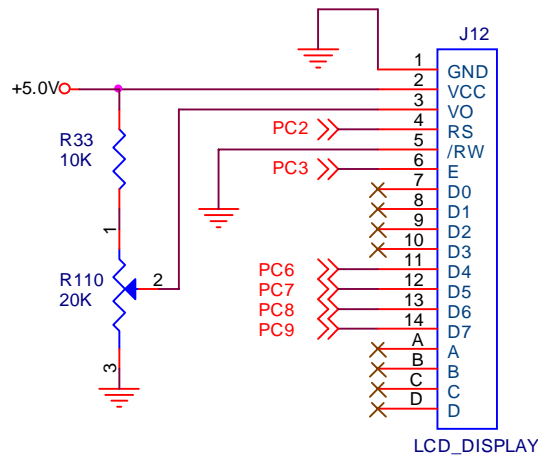 J12
1 GND
+5.0V 2 VCC
3 VO
PC2 4 RS
5 /RW
PC3 6 E
7 D0
8 D1
9 D2
10 D3
PC6 11 D4
PC7 12 D5
PC8 13 D6
PC9 14 D7
A A
B B
C C
D D
LCD_DISPLAY
R33
10K
1
R110 2
20K
3